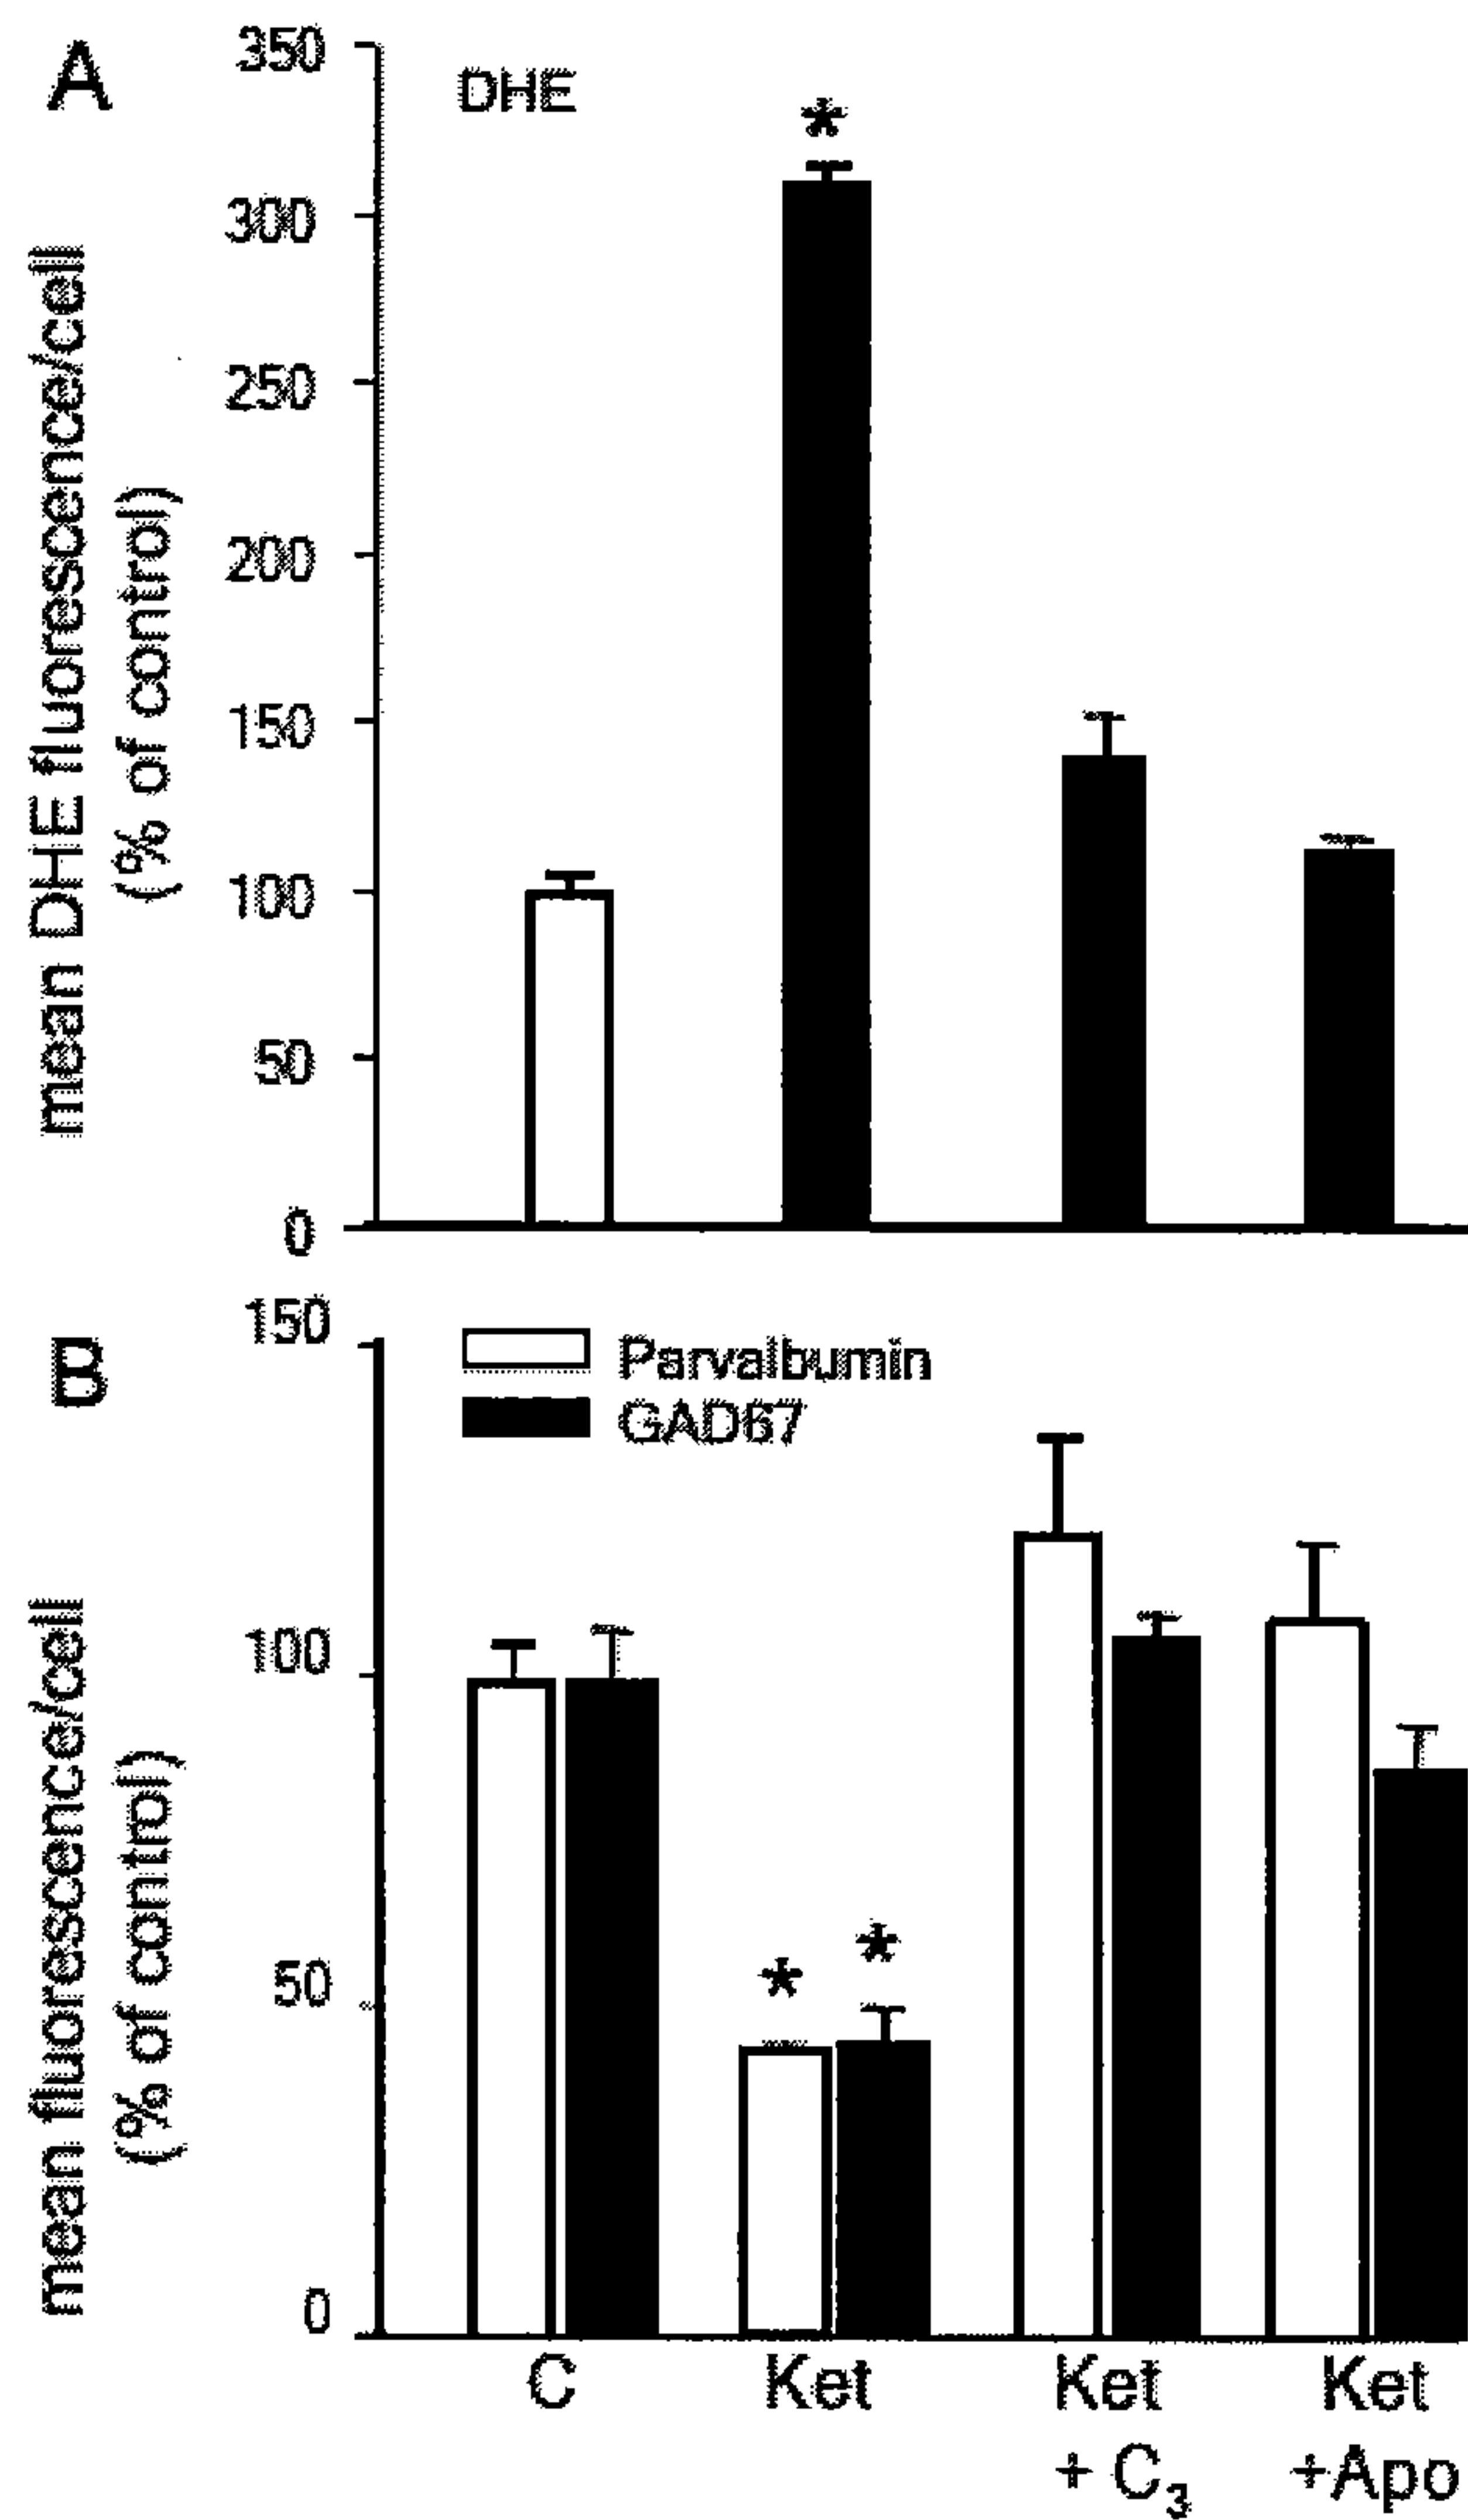 A
350
DHE
*
300
250
200
150
100
50
0
mean DHE fluorescence/cell
(% of control)
B
150
Parvalbumin
GAD67
100
50
0
* *
mean fluorescence/cell
(% of control)
C Ket Ket Ket
+ C3 +Apo